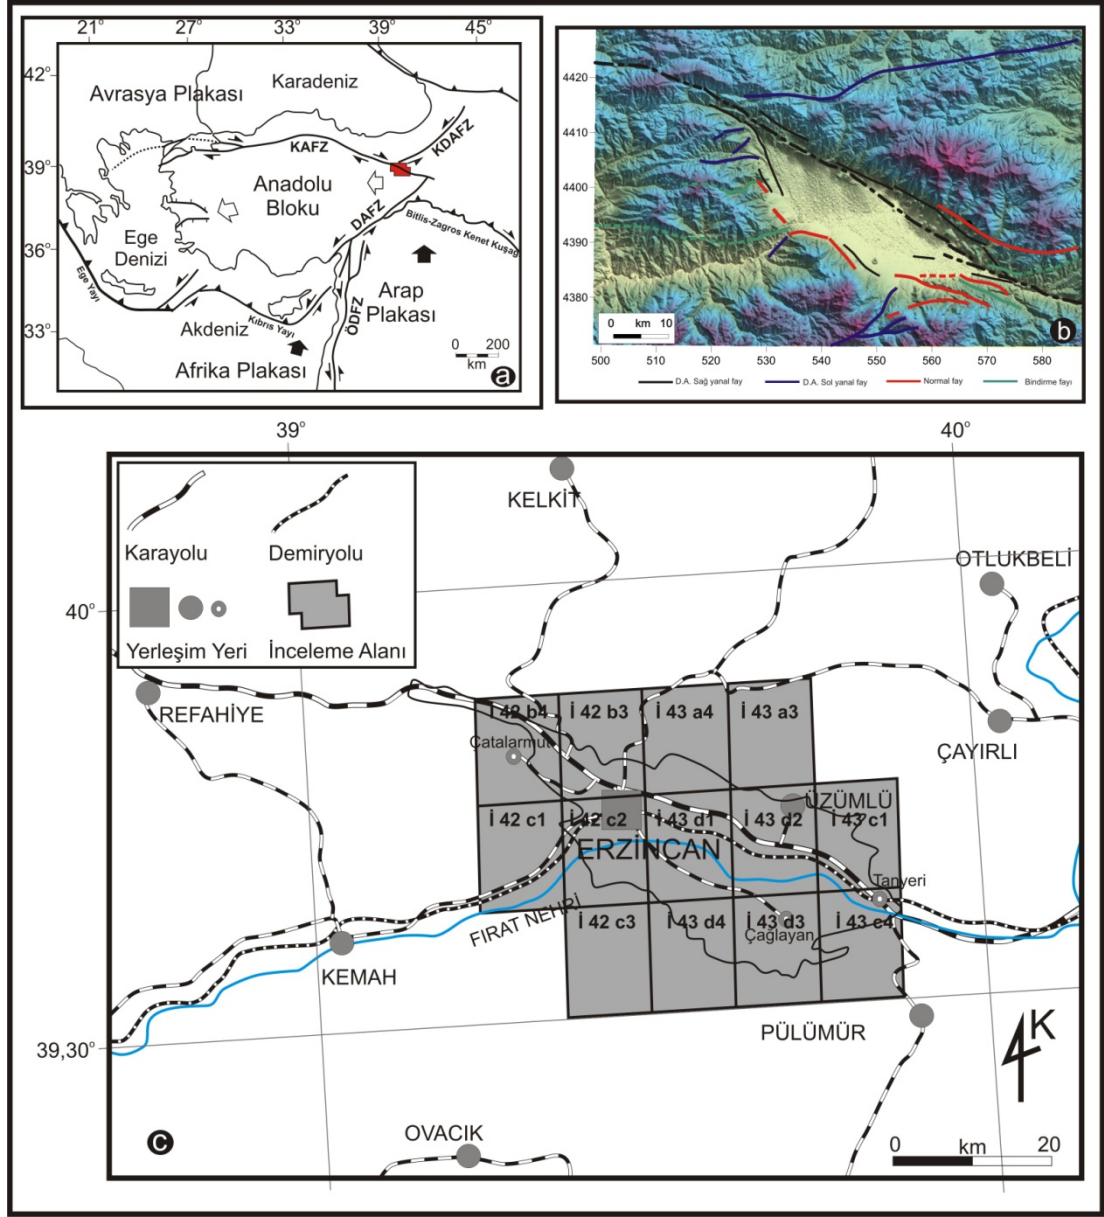 21° 27° 33° 39° 45°
42°
39°
36°
33°
Avrasya Plakası
Karadeniz
KAFZ
KDAFZ
Anadolu
Bloku
DAFZ
Bitlis-Zagros Kenet Kuşağı
Ege
Denizi
Ege Yayı
Akdeniz
Kıbrıs Yayı
ÖDFZ
Arap
Plakası
Afrika Plakası
0 200
km
a
4420
4410
4400
4390
4380
0 km 10
b
500 510 520 530 540 550 560 570 580
D.A. Sağ yanal fay
D.A. Sol yanal fay
Normal fay
Bindirme fayı
39° 40°
40°
39,30°
Karayolu
Demiryolu
Yerleşim Yeri
İnceleme Alanı
KELKİT
OTLUKBELİ
REFAHİYE
ÇAYIRLI
İ 42 b4 İ 42 b3 İ 43 a4 İ 43 a3
Çatalarmut
ÜZÜMLÜ
İ 42 c1 İ 42 c2 İ 43 d1 İ 43 d2 İ 43 c1
ERZİNCAN
Tanyeri
FIRAT NEHRİ
İ 42 c3 İ 43 d4 İ 43 d3 İ 43 c4
Çağlayan
KEMAH
PÜLÜMÜR
OVACIK
K
0 km 20
c